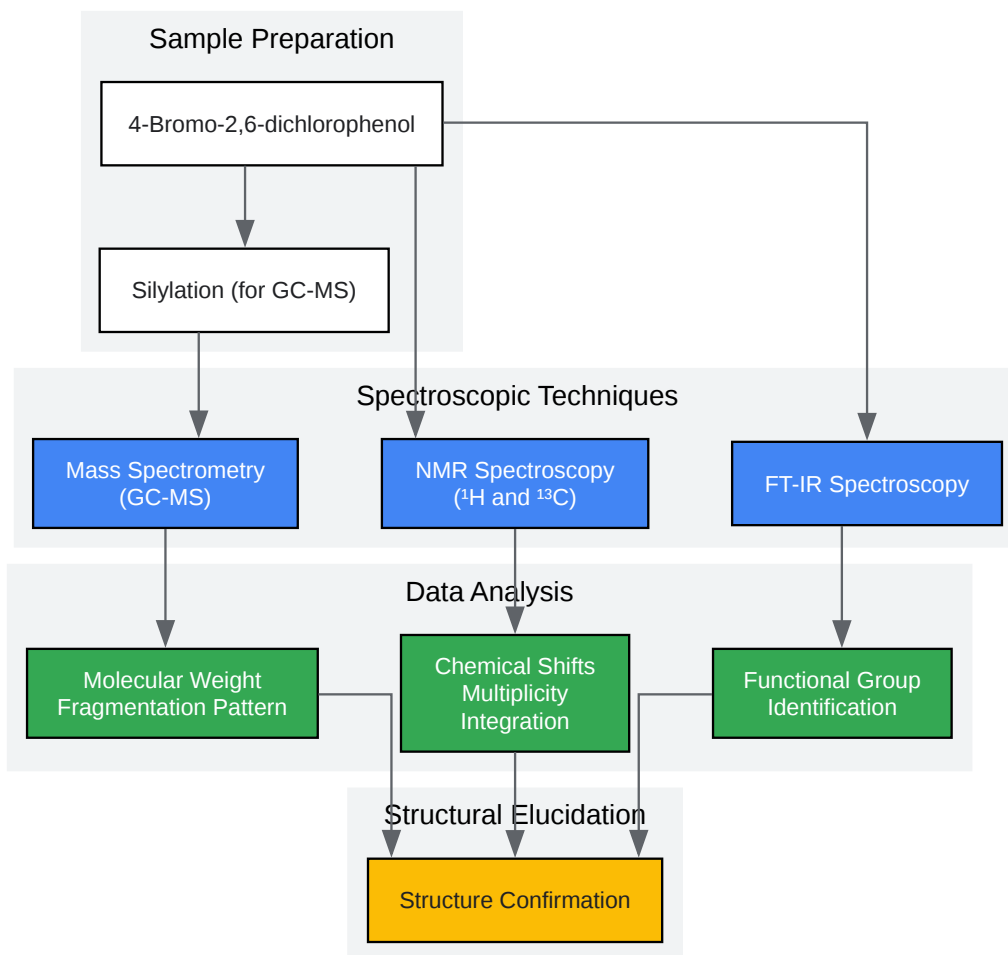 Sample Preparation
4-Bromo-2,6-dichlorophenol
Silylation (for GC-MS)
Spectroscopic Techniques
Mass Spectrometry
(GC-MS)
NMR Spectroscopy
(¹H and ¹³C)
FT-IR Spectroscopy
Data Analysis
Molecular Weight
Fragmentation Pattern
Chemical Shifts
Multiplicity
Integration
Functional Group
Identification
Structural Elucidation
Structure Confirmation